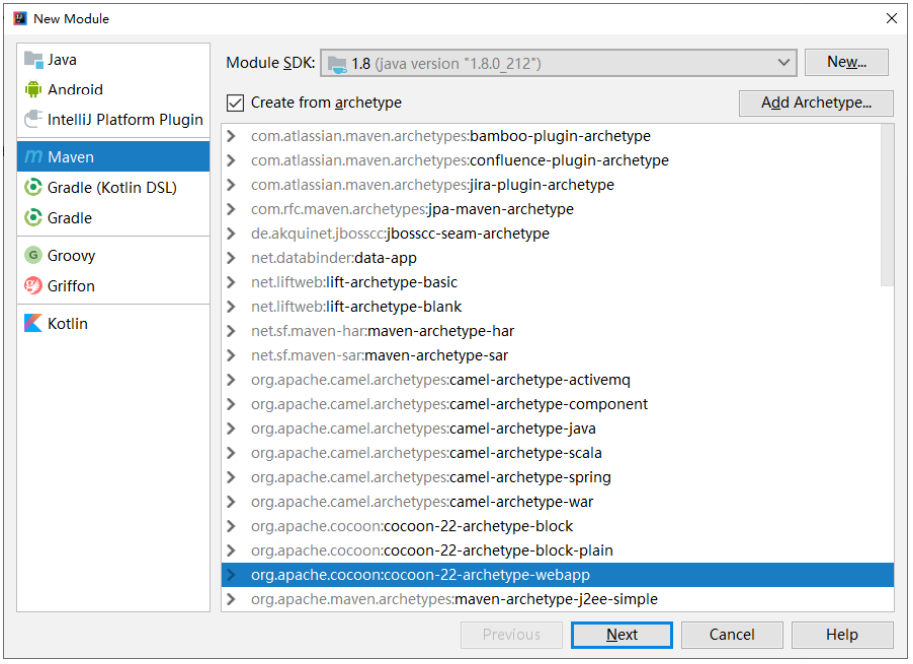 New Module
Java
Android
IntelliJ Platform Plugin
Maven
Gradle (Kotlin DSL)
Gradle
Groovy
Griffon
Kotlin
Module SDK: 1.8 (java version "1.8.0_212") New...
Create from archetype Add Archetype...
com.atlassian.maven.archetypes:bamboo-plugin-archetype
com.atlassian.maven.archetypes:confluence-plugin-archetype
com.atlassian.maven.archetypes:jira-plugin-archetype
com.rfc.maven.archetypes:jpa-maven-archetype
de.akquinet.jbosscc:jbosscc-seam-archetype
net.databinder:data-app
net.liftweb:lift-archetype-basic
net.liftweb:lift-archetype-blank
net.sf.maven-har:maven-archetype-har
net.sf.maven-sar:maven-archetype-sar
org.apache.camel.archetypes:camel-archetype-activemq
org.apache.camel.archetypes:camel-archetype-component
org.apache.camel.archetypes:camel-archetype-java
org.apache.camel.archetypes:camel-archetype-scala
org.apache.camel.archetypes:camel-archetype-spring
org.apache.camel.archetypes:camel-archetype-war
org.apache.cocoon:cocoon-22-archetype-block
org.apache.cocoon:cocoon-22-archetype-block-plain
org.apache.cocoon:cocoon-22-archetype-webapp
org.apache.maven.archetypes:maven-archetype-j2ee-simple
Previous Next Cancel Help